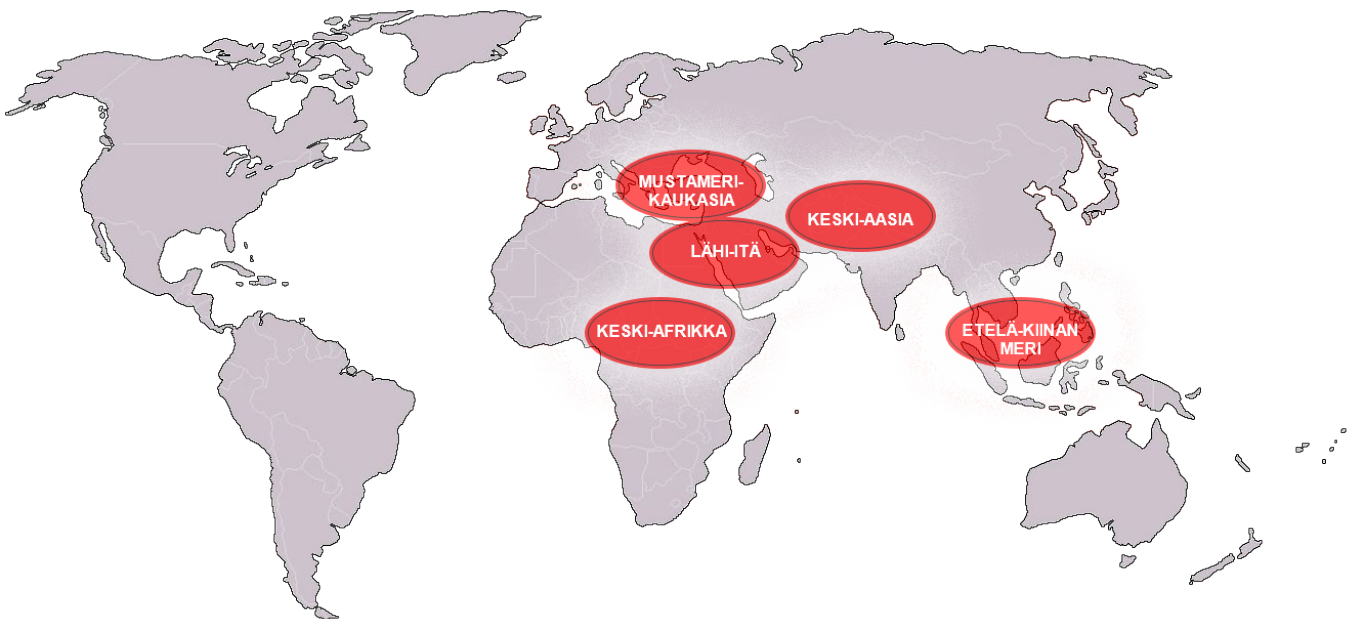 MUSTAMERI-
KAUKASIA
KESKI-AASIA
LÄHI-ITÄ
KESKI-AFRIKKA
ETELÄ-KIINAN
MERI